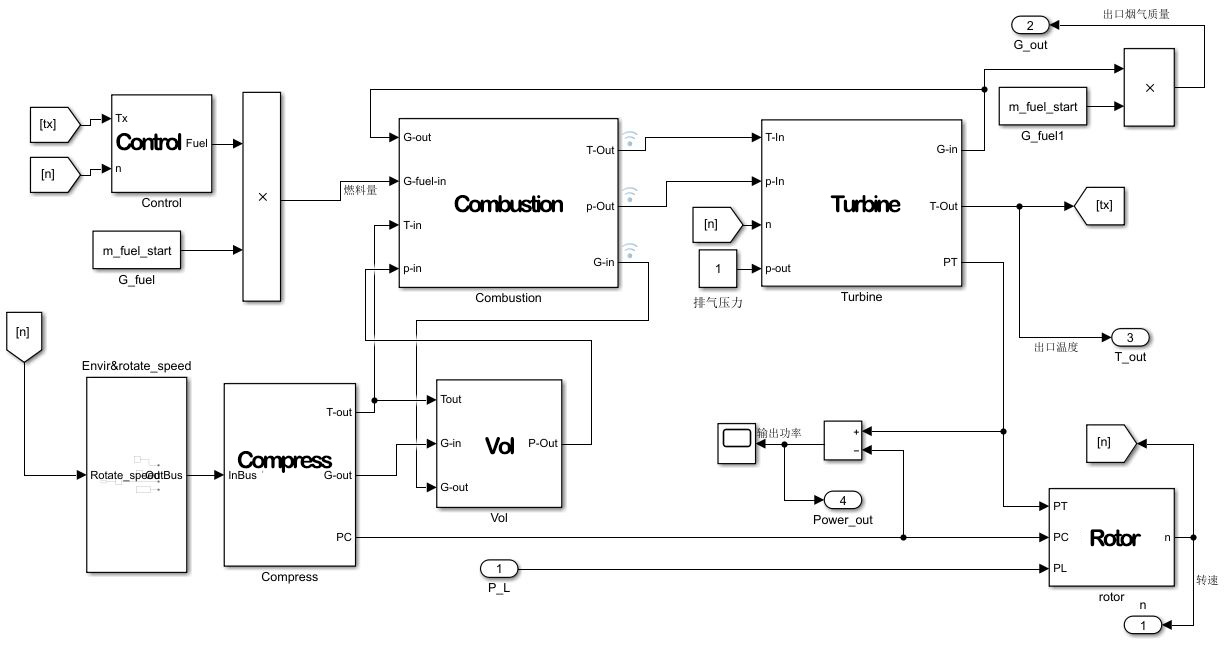 出口烟气质量
2
G_out
[tx]
[n]
Tx
n
Control
Fuel
Control
×
燃料量
m_fuel_start
G_fuel
G-out
G-fuel-in
T-in
p-in
Combustion
T-Out
p-Out
G-in
Combustion
T-In
p-In
n
p-out
Turbine
G-in
T-Out
PT
Turbine
[n]
1
排气压力
m_fuel_start
G_fuel1
×
[tx]
出口温度
3
T_out
[n]
Envir&rotate_speed
Rotate_speed
OutBus
InBus
Compress
T-out
G-out
PC
Compress
Tout
G-in
G-out
Vol
P-Out
Vol
输出功率
+
−
4
Power_out
[n]
1
P_L
PT
PC
PL
Rotor
n
rotor
转速
n
1